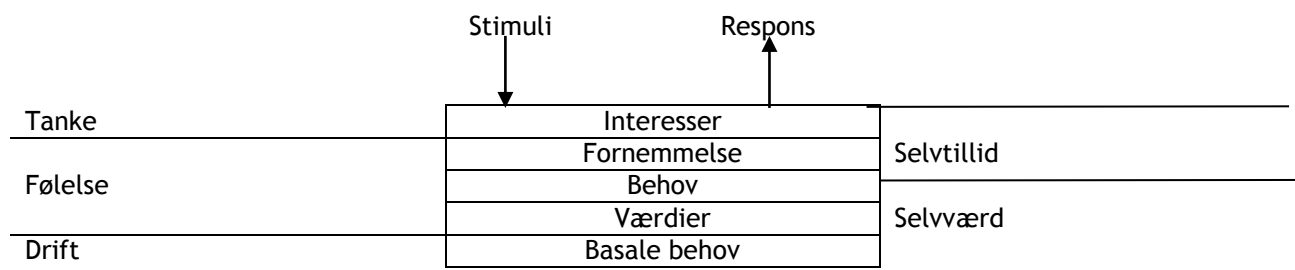 Stimuli Respons
Tanke Interesser
Fornemmelse Selvtillid
Følelse Behov
Værdier Selvværd
Drift Basale behov